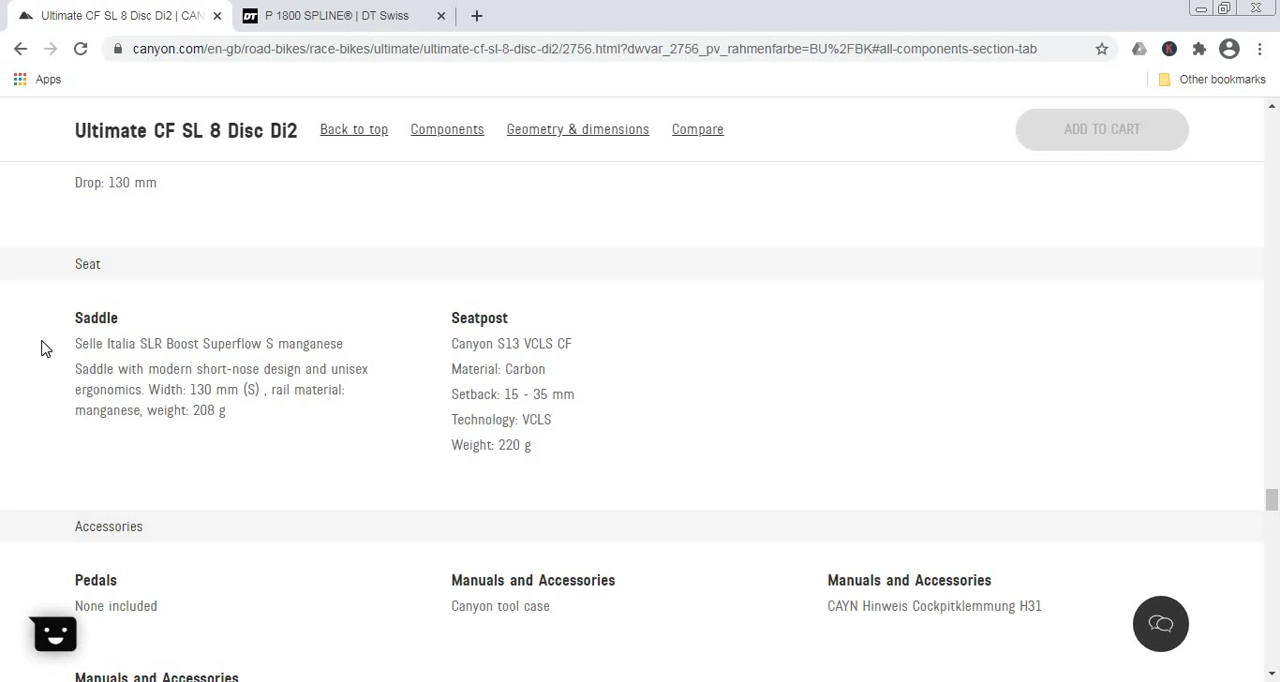 Ultimate CF SL 8 Disc Di2 | CAN
DT P 1800 SPLINE® | DT Swiss
canyon.com/en-gb/road-bikes/race-bikes/ultimate/ultimate-cf-sl-8-disc-di2/2756.html?dwvar_2756_pv_rahmenfarbe=BU%2FBK#all-components-section-tab
K
Apps
Other bookmarks
Ultimate CF SL 8 Disc Di2
Back to top
Components
Geometry & dimensions
Compare
ADD TO CART
Drop: 130 mm
Seat
Saddle
Selle Italia SLR Boost Superflow S manganese
Saddle with modern short-nose design and unisex
ergonomics. Width: 130 mm (S) , rail material:
manganese, weight: 208 g
Seatpost
Canyon S13 VCLS CF
Material: Carbon
Setback: 15 - 35 mm
Technology: VCLS
Weight: 220 g
Accessories
Pedals
None included
Manuals and Accessories
Canyon tool case
Manuals and Accessories
CAYN Hinweis Cockpitklemmung H31
Manuals and Accessories